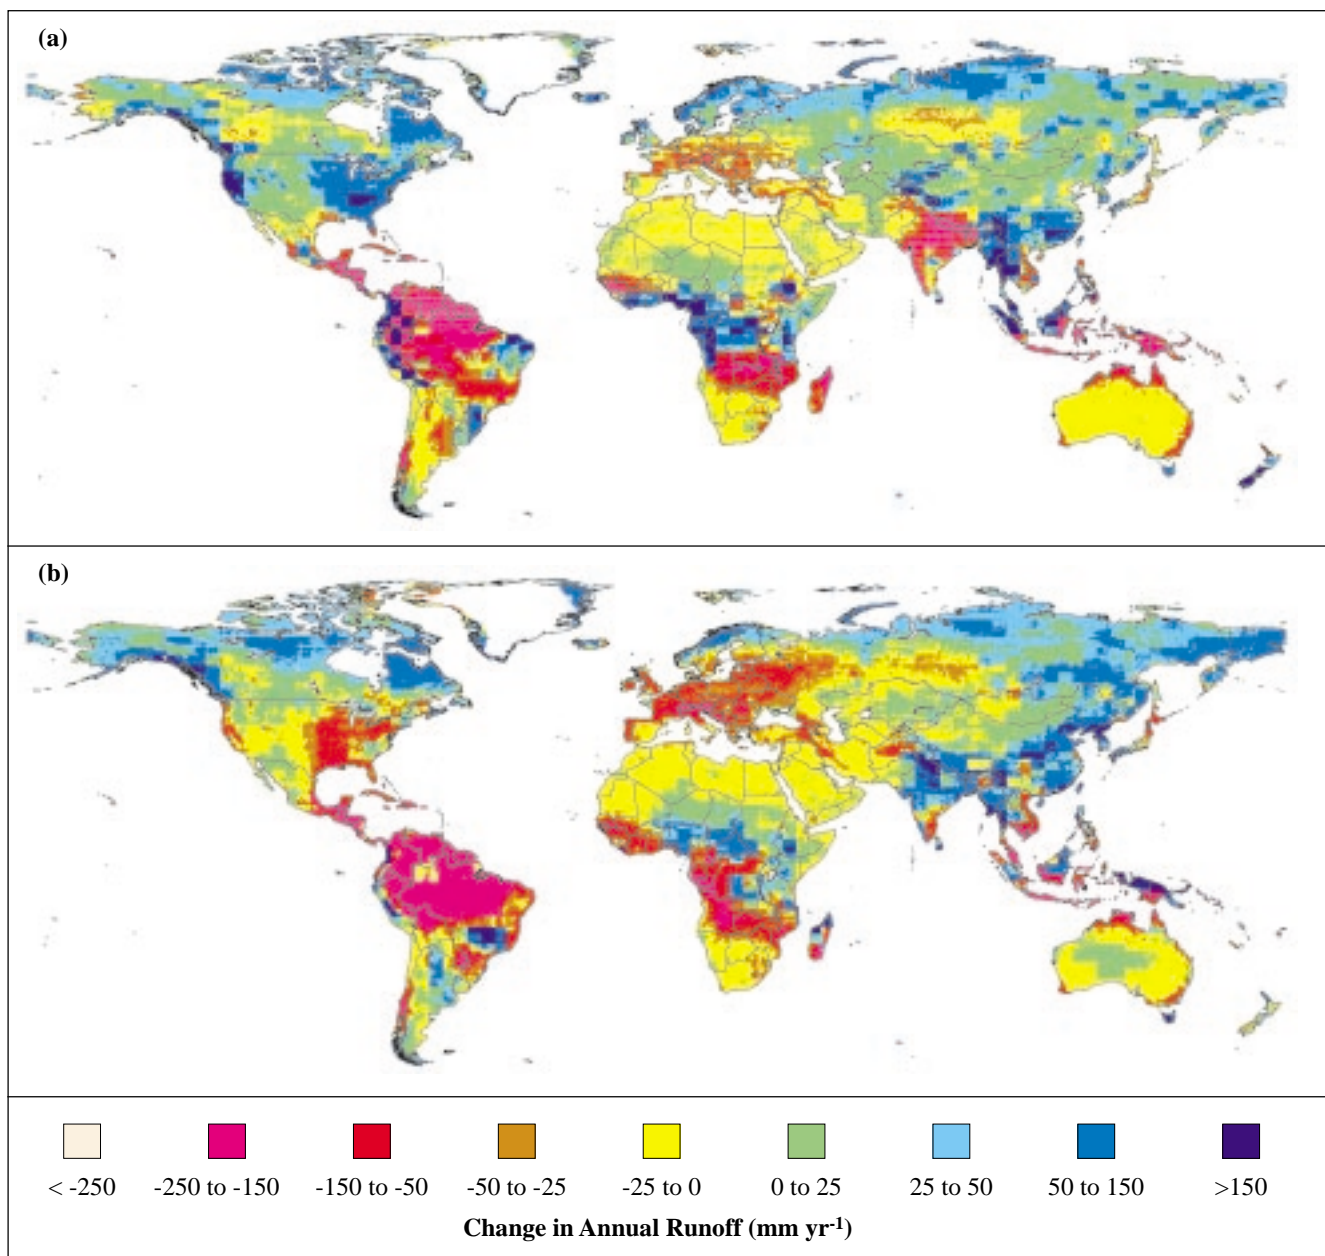 (a)
(b)
< -250 -250 to -150 -150 to -50 -50 to -25 -25 to 0 0 to 25 25 to 50 50 to 150 >150
Change in Annual Runoff (mm yr-1)